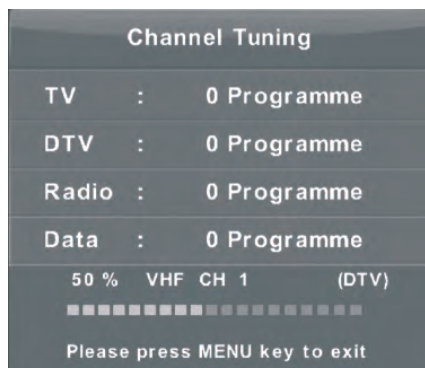 Channel Tuning
TV : 0 Programme
DTV : 0 Programme
Radio : 0 Programme
Data : 0 Programme
50 % VHF CH 1 (DTV)
Please press MENU key to exit